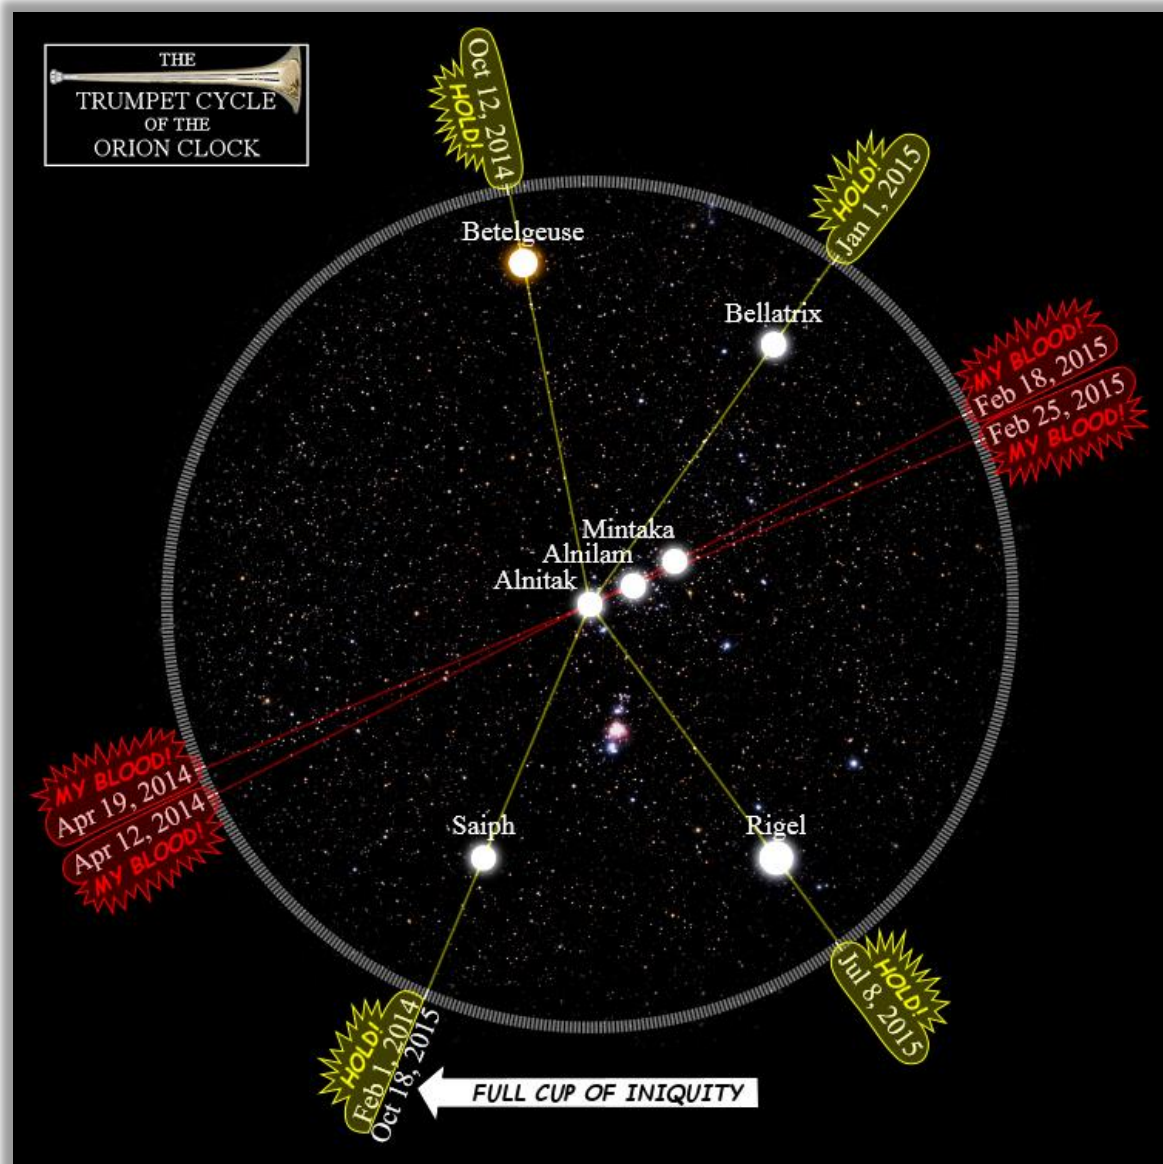 THE
TRUMPET CYCLE
OF THE
ORION CLOCK
Oct 12, 2014
HOLD!
HOLD!
Jan 1, 2015
Betelgeuse
Bellatrix
MY BLOOD!
Feb 18, 2015
Feb 25, 2015
MY BLOOD!
Mintaka
Alnilam
Alnitak
MY BLOOD!
Apr 19, 2014
Apr 12, 2014
MY BLOOD!
Saiph
Rigel
HOLD!
Jul 8, 2015
HOLD!
Feb 1, 2014
Oct 18, 2015
FULL CUP OF INIQUITY